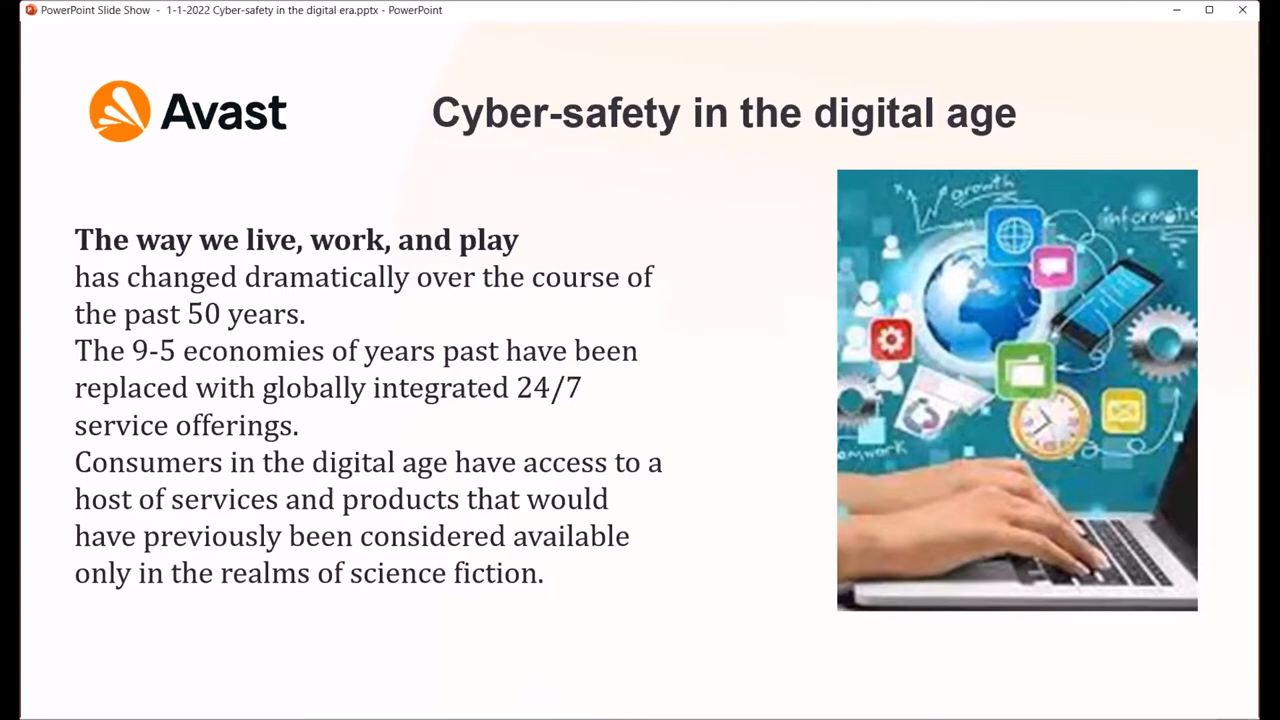 PowerPoint Slide Show - 1-1-2022 Cyber-safety in the digital era.pptx - PowerPoint
Avast
Cyber-safety in the digital age
The way we live, work, and play
has changed dramatically over the course of
the past 50 years.
The 9-5 economies of years past have been
replaced with globally integrated 24/7
service offerings.
Consumers in the digital age have access to a
host of services and products that would
have previously been considered available
only in the realms of science fiction.
growth